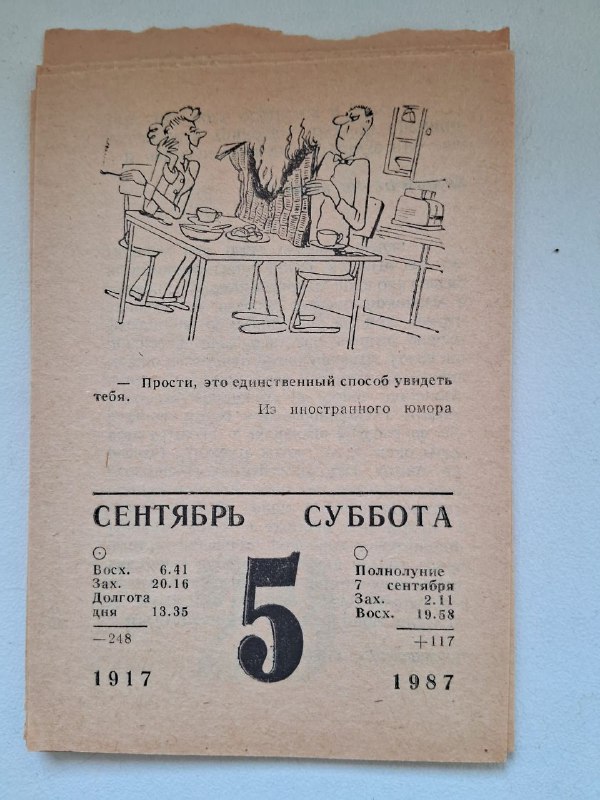 — Прости, это единственный способ увидеть
тебя.
Из иностранного юмора
СЕНТЯБРЬ СУББОТА
Восх. 6.41
Зах. 20.16
Долгота
дня 13.35
—248
1917
5
Полнолуние
7 сентября
Зах. 2.11
Восх. 19.58
+117
1987